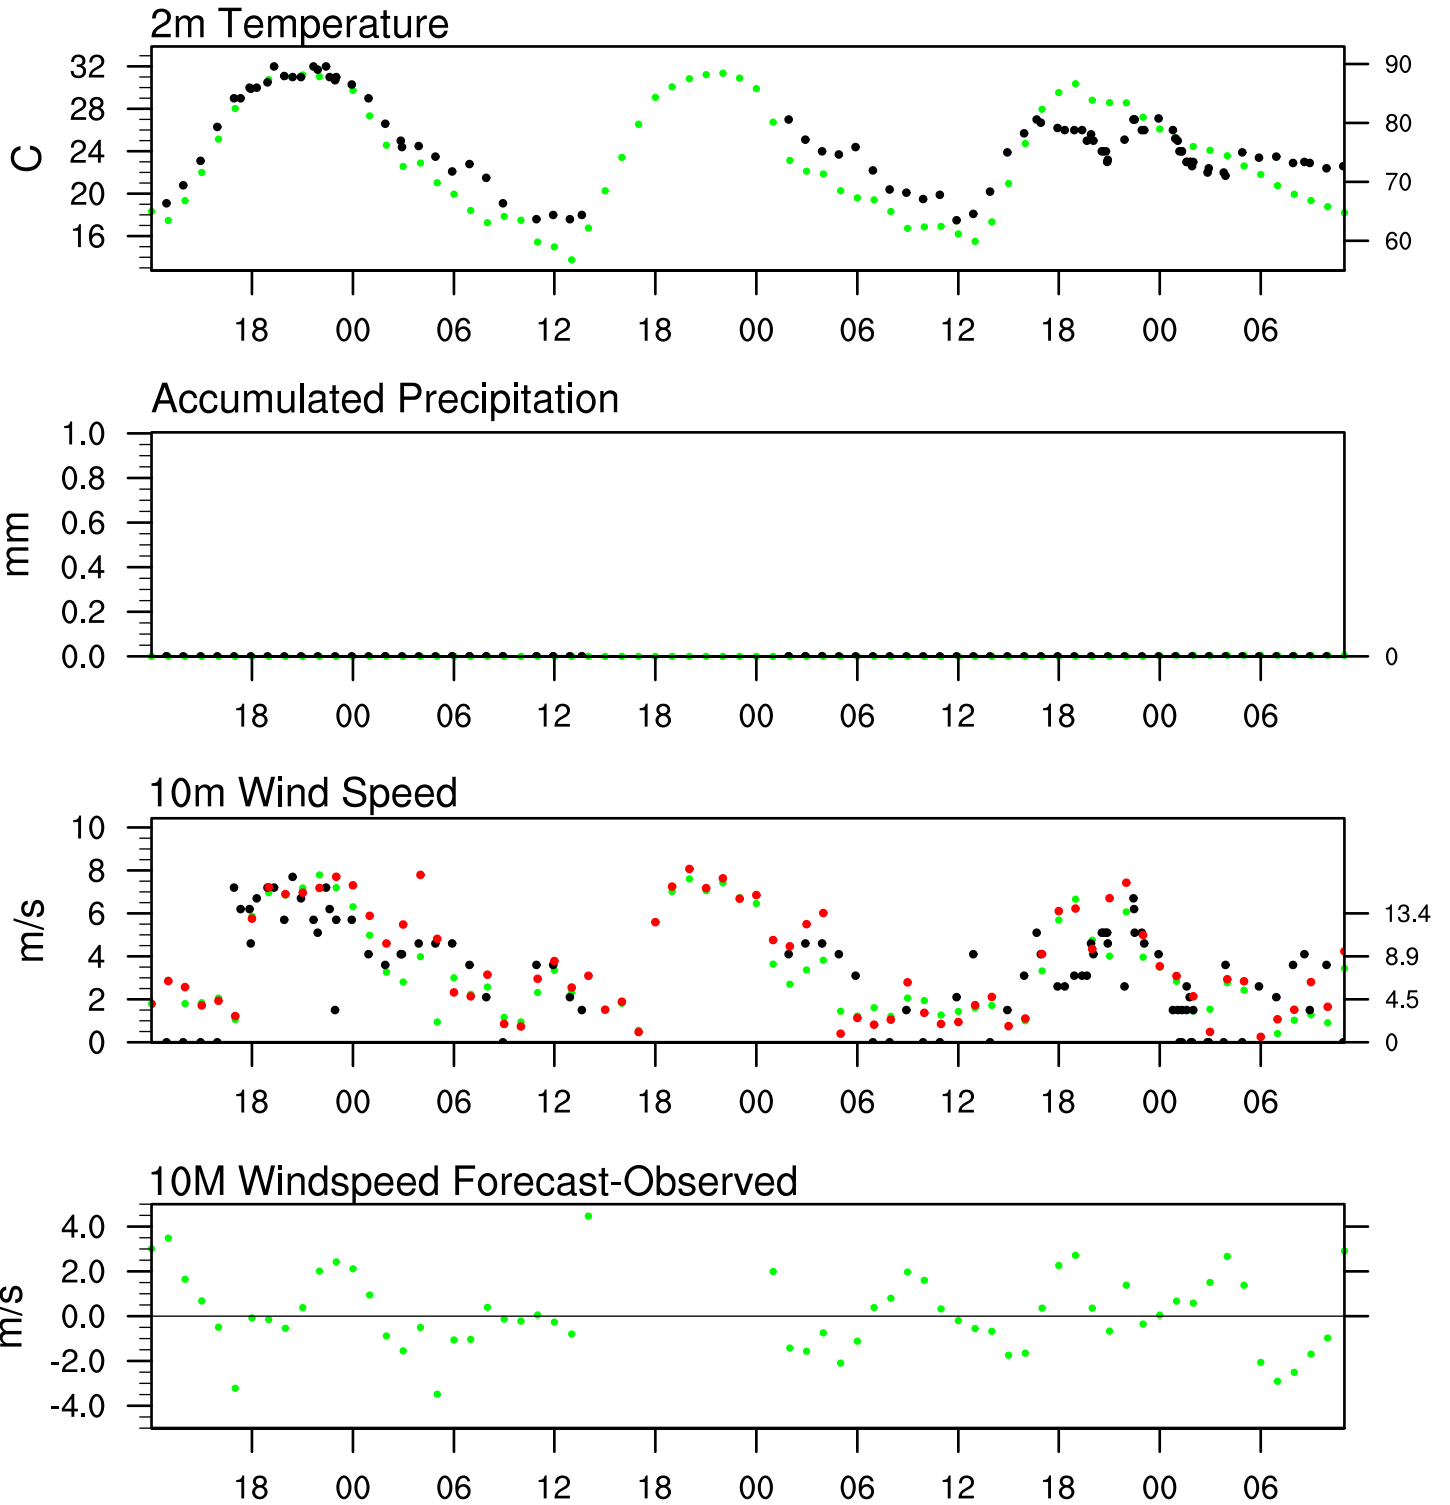 2m Temperature
32
28
24
20
16
C
90
80
70
60
18 00 06 12 18 00 06 12 18 00 06
Accumulated Precipitation
1.0
0.8
0.6
0.4
0.2
0.0
mm
0
18 00 06 12 18 00 06 12 18 00 06
10m Wind Speed
10
8
6
4
2
0
m/s
13.4
8.9
4.5
0
18 00 06 12 18 00 06 12 18 00 06
10M Windspeed Forecast-Observed
4.0
2.0
0.0
-2.0
-4.0
m/s
18 00 06 12 18 00 06 12 18 00 06